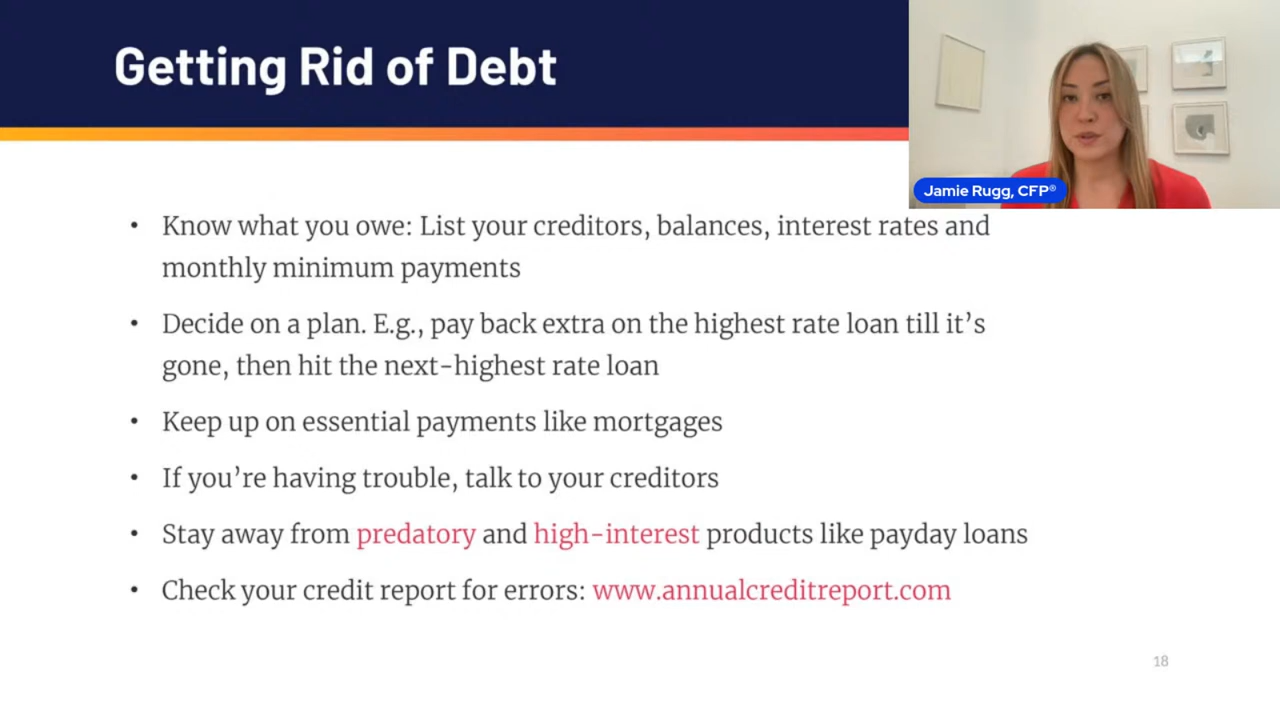 Getting Rid of Debt
Jamie Rugg, CFP®
• Know what you owe: List your creditors, balances, interest rates and
monthly minimum payments
• Decide on a plan. E.g., pay back extra on the highest rate loan till it’s
gone, then hit the next-highest rate loan
• Keep up on essential payments like mortgages
• If you’re having trouble, talk to your creditors
• Stay away from predatory and high-interest products like payday loans
• Check your credit report for errors: www.annualcreditreport.com
18